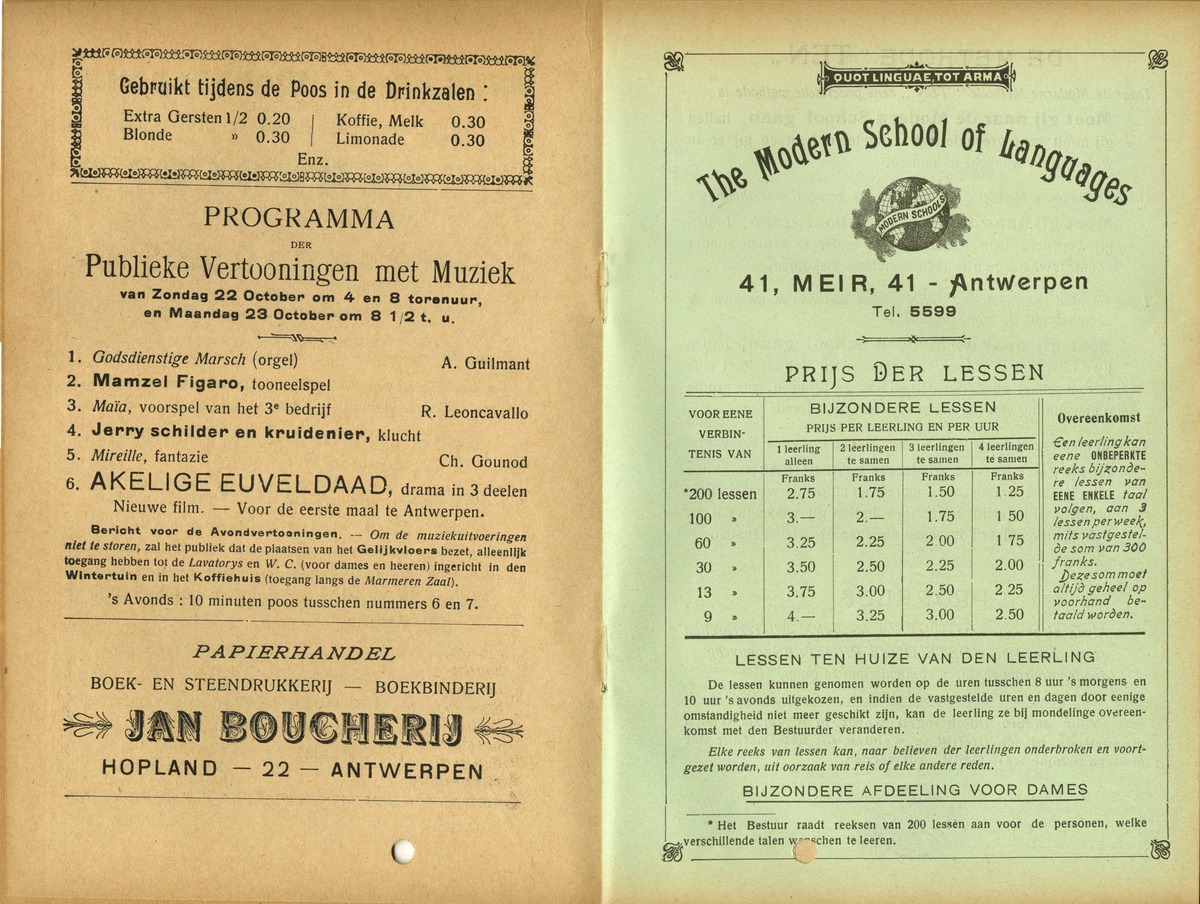 Gebruikt tijdens de Poos in de Drinkzalen :
Extra Gersten 1/2 0.20 | Koffie, Melk 0.30
Blonde » 0.30 | Limonade 0.30
Enz.
PROGRAMMA
DER
Publieke Vertooningen met Muziek
van Zondag 22 October om 4 en 8 torenuur,
en Maandag 23 October om 8 1/2 t. u.
1. Godsdienstige Marsch (orgel) A. Guilmant
2. Mamzel Figaro, tooneelspel
3. Maïa, voorspel van het 3e bedrijf R. Leoncavallo
4. Jerry schilder en kruidenier, klucht
5. Mireille, fantazie Ch. Gounod
6. AKELIGE EUVELDAAD, drama in 3 deelen
Nieuwe film. — Voor de eerste maal te Antwerpen.
Bericht voor de Avondvertooningen. — Om de muziekuitvoeringen
niet te storen, zal het publiek dat de plaatsen van het Gelijkvloers bezet, alleenlijk
toegang hebben tot de Lavatorys en W. C. (voor dames en heeren) ingericht in den
Wintertuin en in het Koffiehuis (toegang langs de Marmeren Zaal).
's Avonds : 10 minuten poos tusschen nummers 6 en 7.
PAPIERHANDEL
BOEK- EN STEENDRUKKERIJ — BOEKBINDERIJ
JAN BOUCHERIJ
HOPLAND — 22 — ANTWERPEN
QUOT LINGUAE, TOT ARMA
The Modern School of Languages
MODERN SCHOOLS
41, MEIR, 41 - Antwerpen
Tel. 5599
PRIJS DER LESSEN
VOOR EENE VERBIN-TENIS VAN
BIJZONDERE LESSEN
PRIJS PER LEERLING EN PER UUR
1 leerling alleen | 2 leerlingen te samen | 3 leerlingen te samen | 4 leerlingen te samen
Franks Franks Franks Franks
*200 lessen 2.75 1.75 1.50 1.25
100 » 3.— 2.— 1.75 1 50
60 » 3.25 2.25 2 00 1 75
30 » 3.50 2.50 2.25 2.00
13 » 3.75 3.00 2.50 2 25
9 » 4.— 3.25 3.00 2.50
Overeenkomst
Een leerling kan
eene ONBEPERKTE
reeks bijzonde-
re lessen van
EENE ENKELE taal
volgen, aan 3
lessen per week,
mits vastgestel-
de som van 300
franks.
Deze som moet
altijd geheel op
voorhand be-
taald worden.
LESSEN TEN HUIZE VAN DEN LEERLING
De lessen kunnen genomen worden op de uren tusschen 8 uur 's morgens en
10 uur 's avonds uitgekozen, en indien de vastgestelde uren en dagen door eenige
omstandigheid niet meer geschikt zijn, kan de leerling ze bij mondelinge overeen-
komst met den Bestuurder veranderen.
Elke reeks van lessen kan, naar believen der leerlingen onderbroken en voort-
gezet worden, uit oorzaak van reis of elke andere reden.
BIJZONDERE AFDEELING VOOR DAMES
* Het Bestuur raadt reeksen van 200 lessen aan voor de personen, welke
verschillende talen wenschen te leeren.